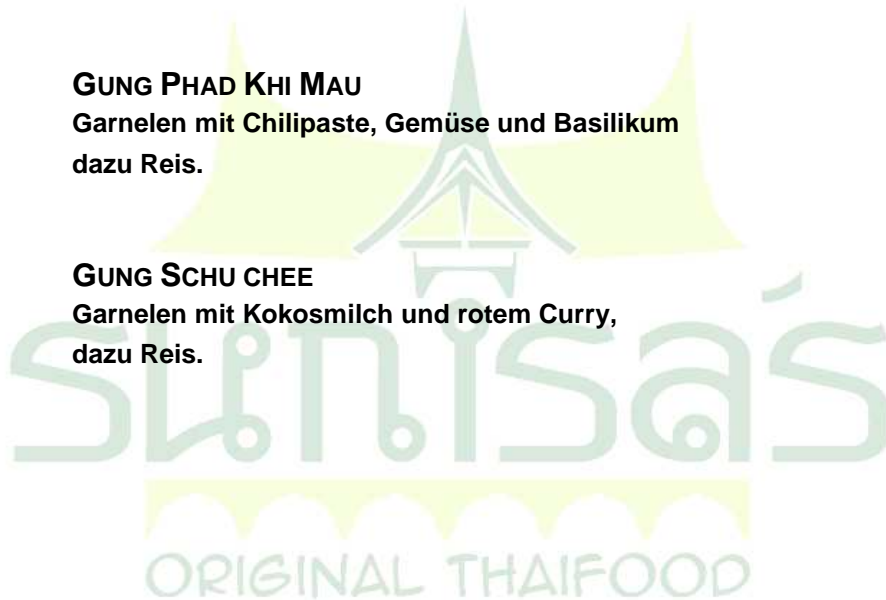 GUNG PHAD KHI MAU
Garnelen mit Chilipaste, Gemüse und Basilikum
dazu Reis.
GUNG SCHU CHEE
Garnelen mit Kokosmilch und rotem Curry,
dazu Reis.
sunisa's
ORIGINAL THAIFOOD